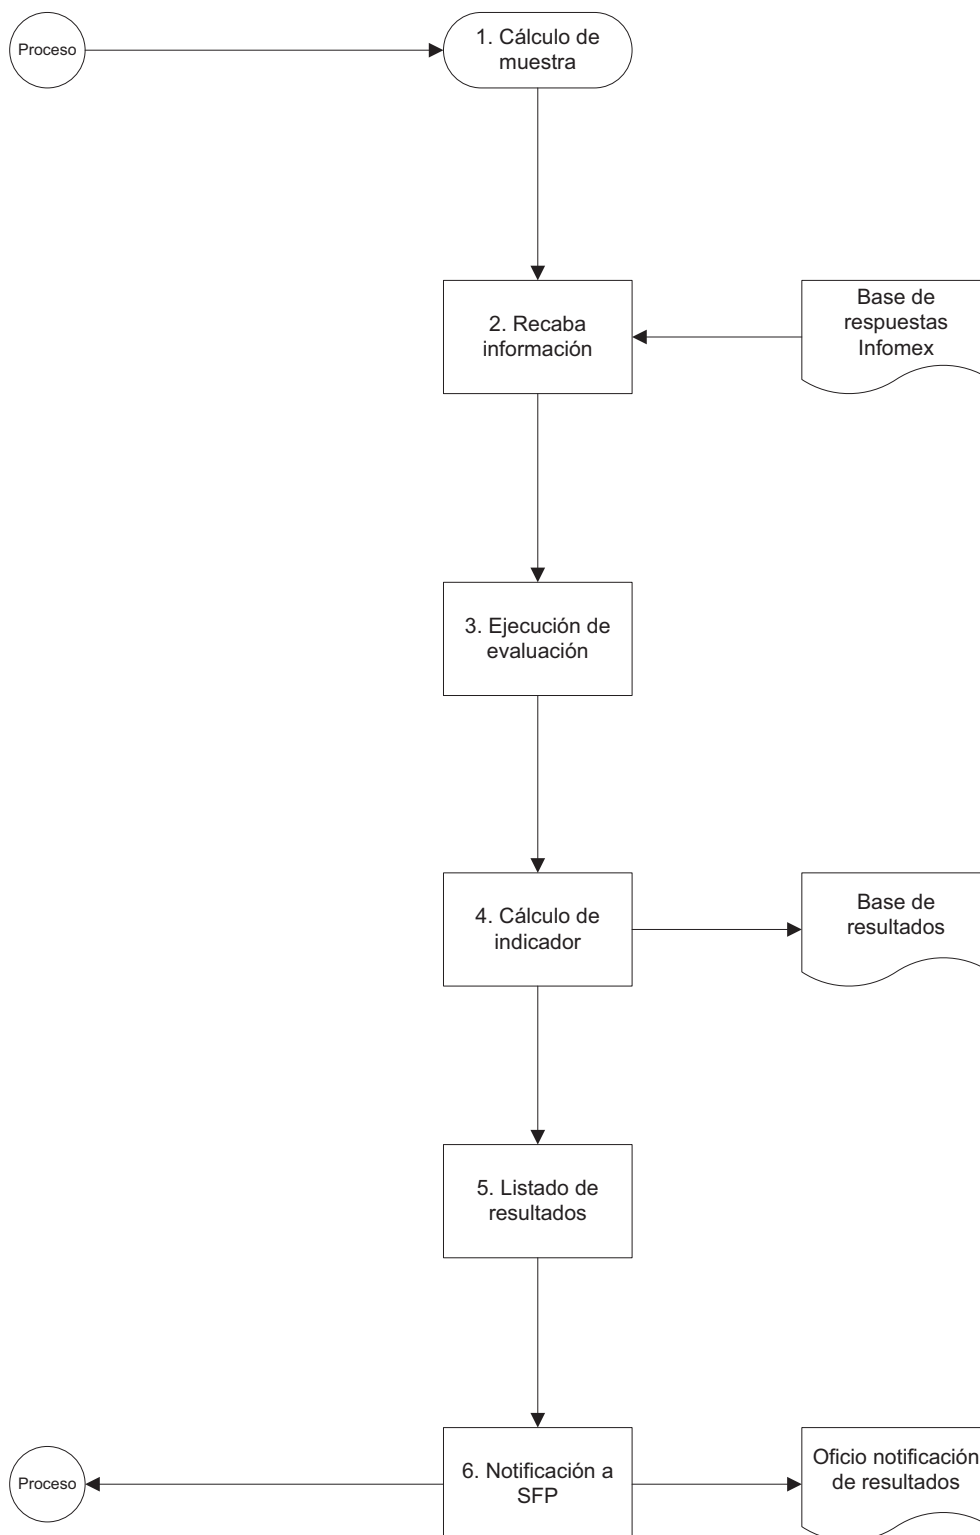 Proceso
1. Cálculo de
muestra
2. Recaba
información
Base de
respuestas
Infomex
3. Ejecución de
evaluación
4. Cálculo de
indicador
Base de
resultados
5. Listado de
resultados
Proceso
6. Notificación a
SFP
Oficio notificación
de resultados